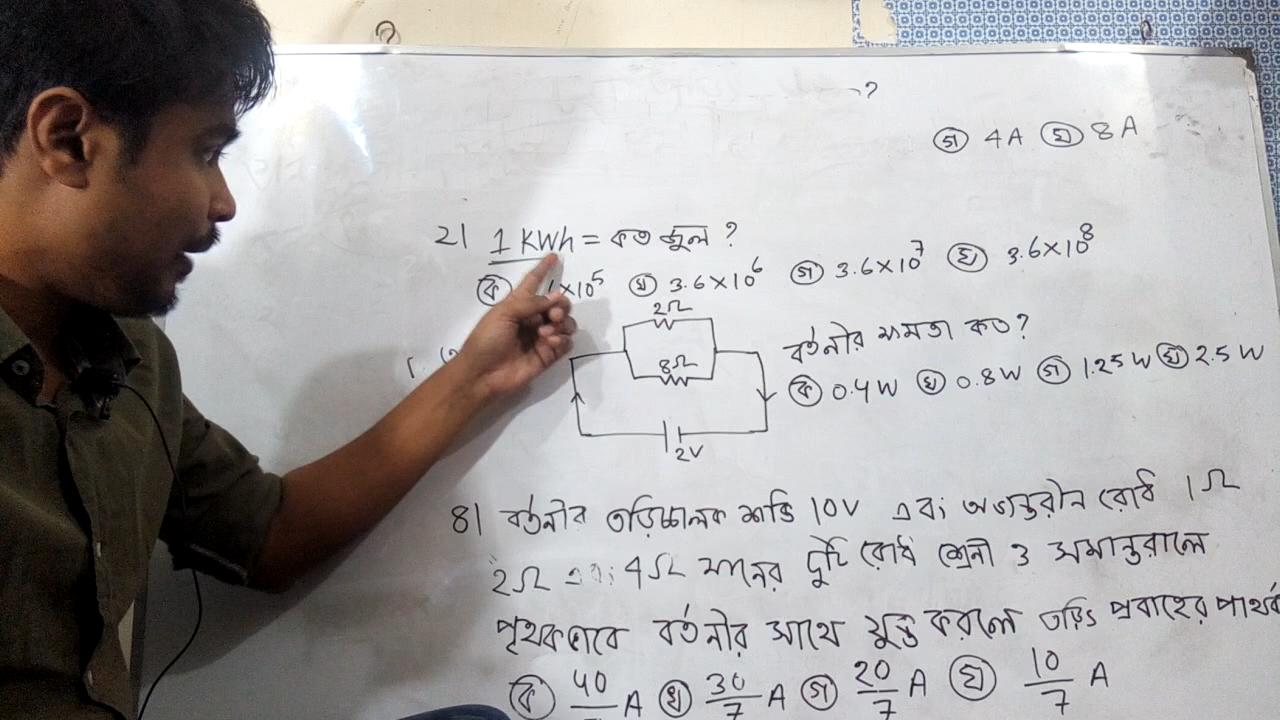 ?
গ 4A ঘ 8A
২। 1 KWh = কত জুল ?
ক ×10⁵ খ 3.6×10⁶ গ 3.6×10⁷ ঘ 3.6×10⁸
2Ω
বর্তনীর ক্ষমতা কত?
8Ω
ক 0.4W খ 0.8W গ 1.25W ঘ 2.5W
2V
৪। বর্তনীর তড়িচ্চালক শক্তি 10V এবং অভ্যন্তরীন রোধ 1Ω
2Ω এবং 4Ω মানের দুটি রোধ শ্রেনী ও সমান্তরালে
পৃথকভাবে বর্তনীর সাথে যুক্ত করলে তড়িৎ প্রবাহের পার্থক্য
ক 40/ A খ 30/7 A গ 20/7 A ঘ 10/7 A